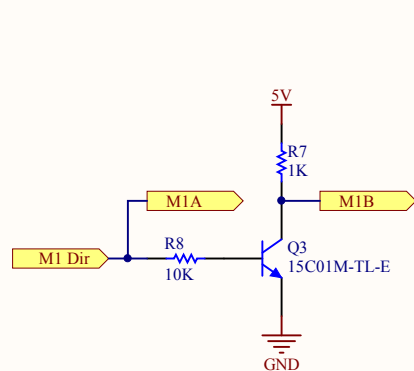 5V
R7
1K
M1A
M1B
R8
Q3
M1 Dir
10K
15C01M-TL-E
GND